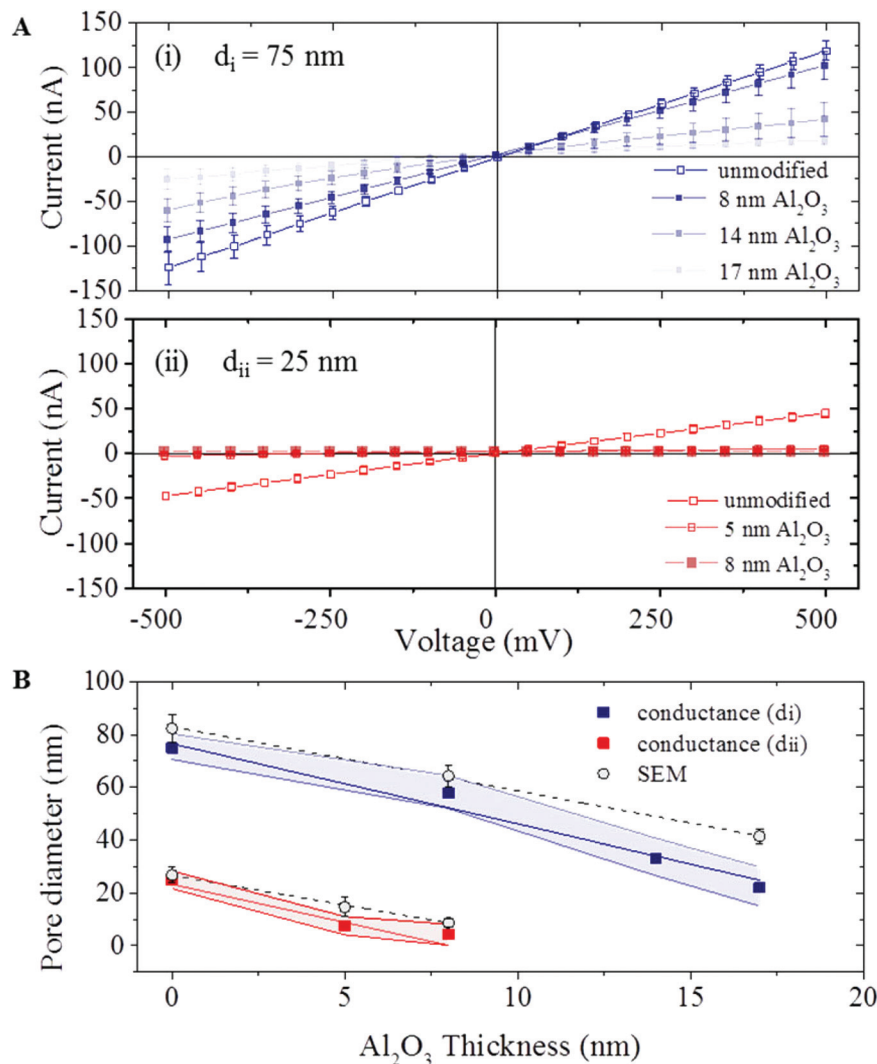 A
(i) d_i = 75 nm
Current (nA)
150
100
50
0
-50
-100
-150
unmodified
8 nm Al₂O₃
14 nm Al₂O₃
17 nm Al₂O₃
(ii) d_ii = 25 nm
Current (nA)
150
100
50
0
-50
-100
-150
unmodified
5 nm Al₂O₃
8 nm Al₂O₃
-500 -250 0 250 500
Voltage (mV)
B
Pore diameter (nm)
100
80
60
40
20
0
conductance (di)
conductance (dii)
SEM
0 5 10 15 20
Al₂O₃ Thickness (nm)